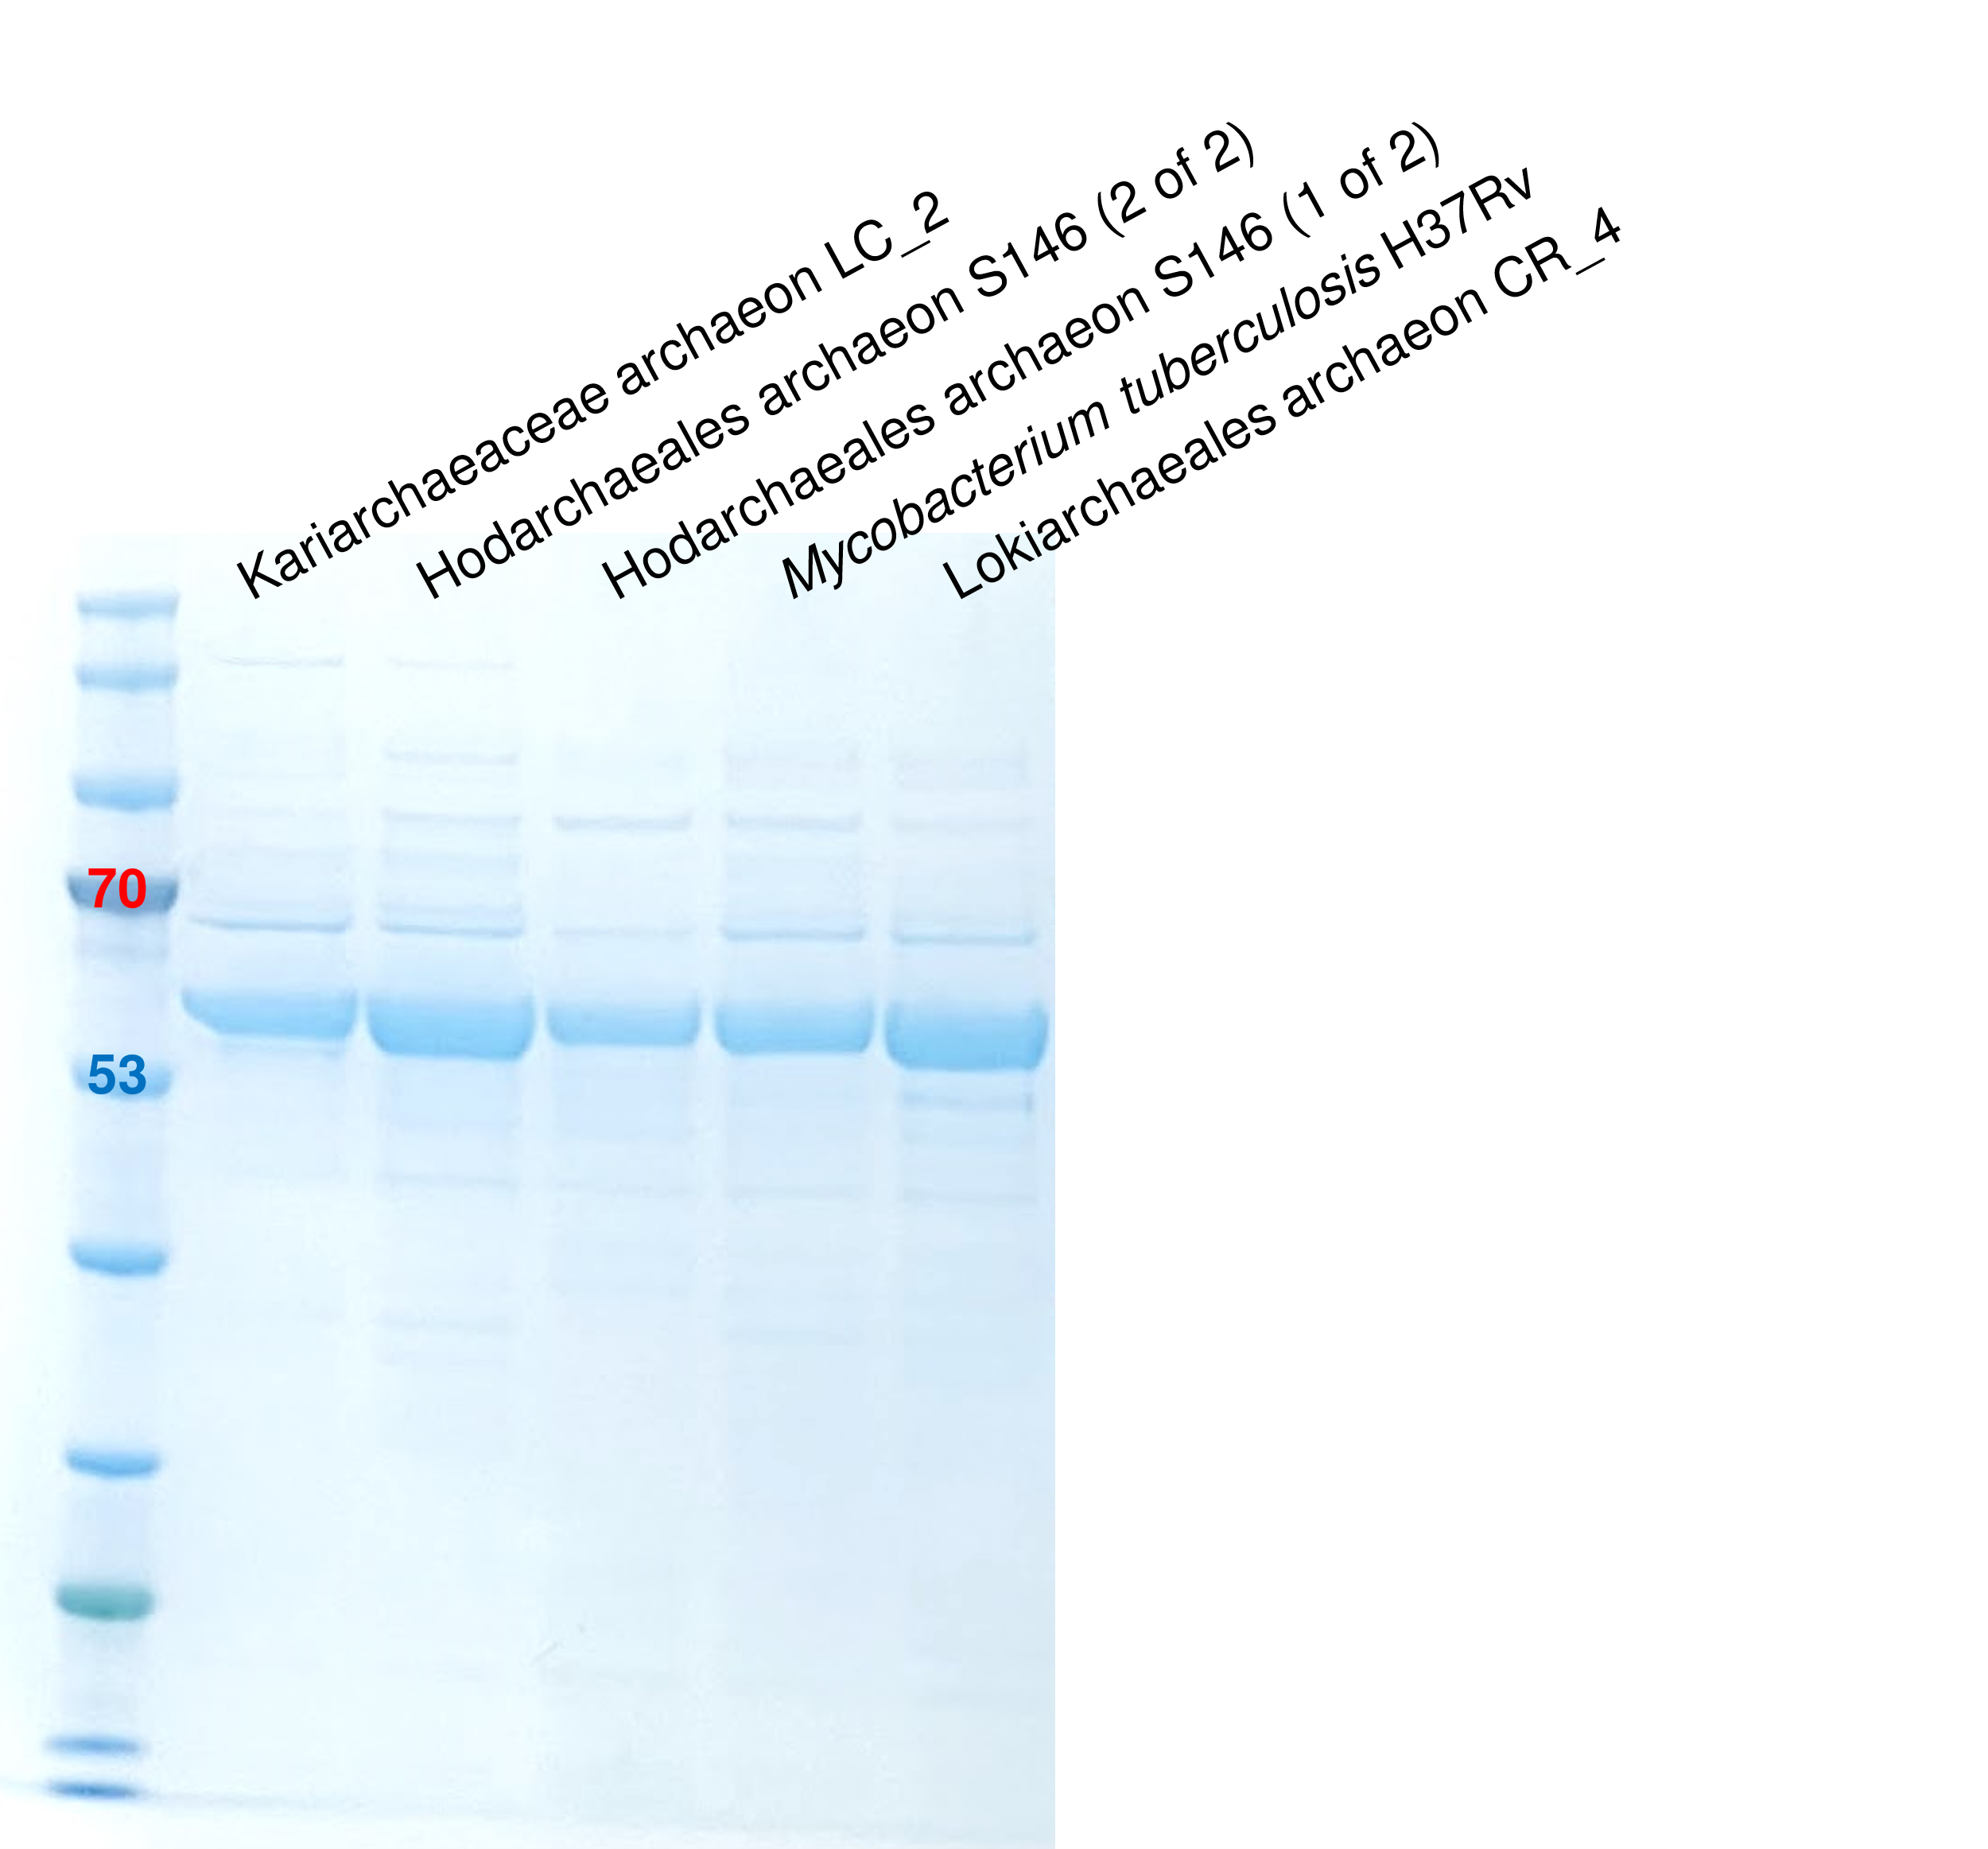 Kariarchaeaceae archaeon LC_2
Hodarchaeales archaeon S146 (2 of 2)
Hodarchaeales archaeon S146 (1 of 2)
Mycobacterium tuberculosis H37Rv
Lokiarchaeales archaeon CR_4
70
53